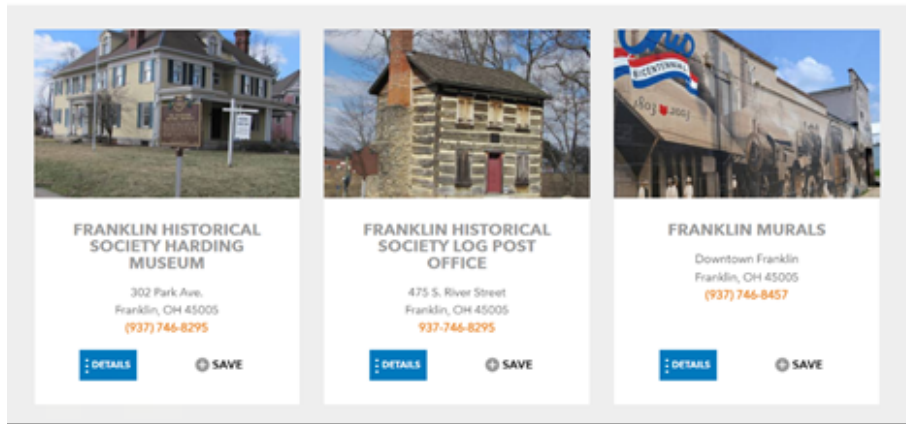 Ohio
BICENTENNIAL
1803 2003
FRANKLIN HISTORICAL
SOCIETY HARDING
MUSEUM
302 Park Ave.
Franklin, OH 45005
(937) 746-8295
DETAILS
SAVE
FRANKLIN HISTORICAL
SOCIETY LOG POST
OFFICE
475 S. River Street
Franklin, OH 45005
937-746-8295
DETAILS
SAVE
FRANKLIN MURALS
Downtown Franklin
Franklin, OH 45005
(937) 746-8457
DETAILS
SAVE